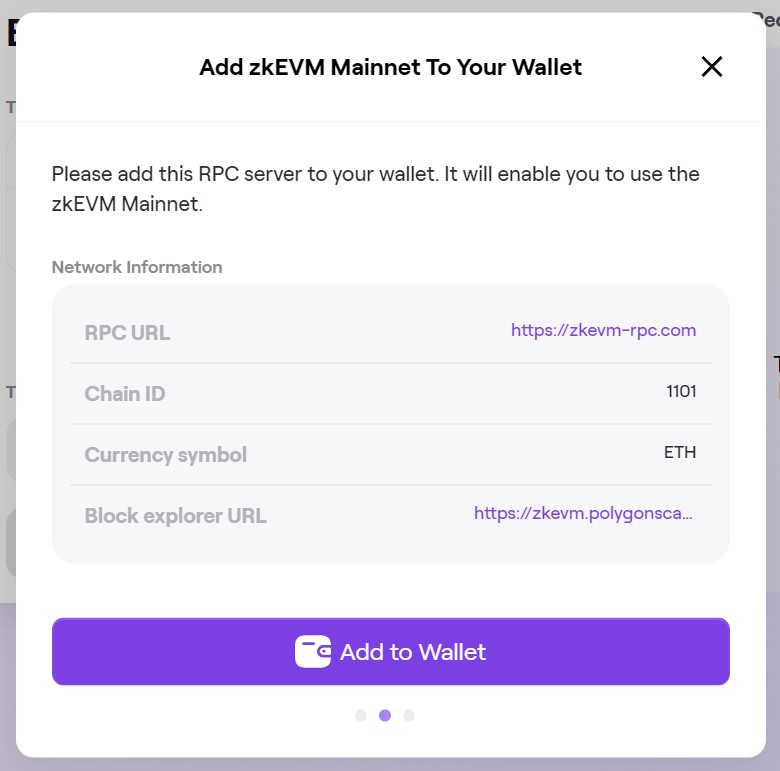 Add zkEVM Mainnet To Your Wallet
Please add this RPC server to your wallet. It will enable you to use the
zkEVM Mainnet.
Network Information
RPC URL https://zkevm-rpc.com
Chain ID 1101
Currency symbol ETH
Block explorer URL https://zkevm.polygonsca...
Add to Wallet